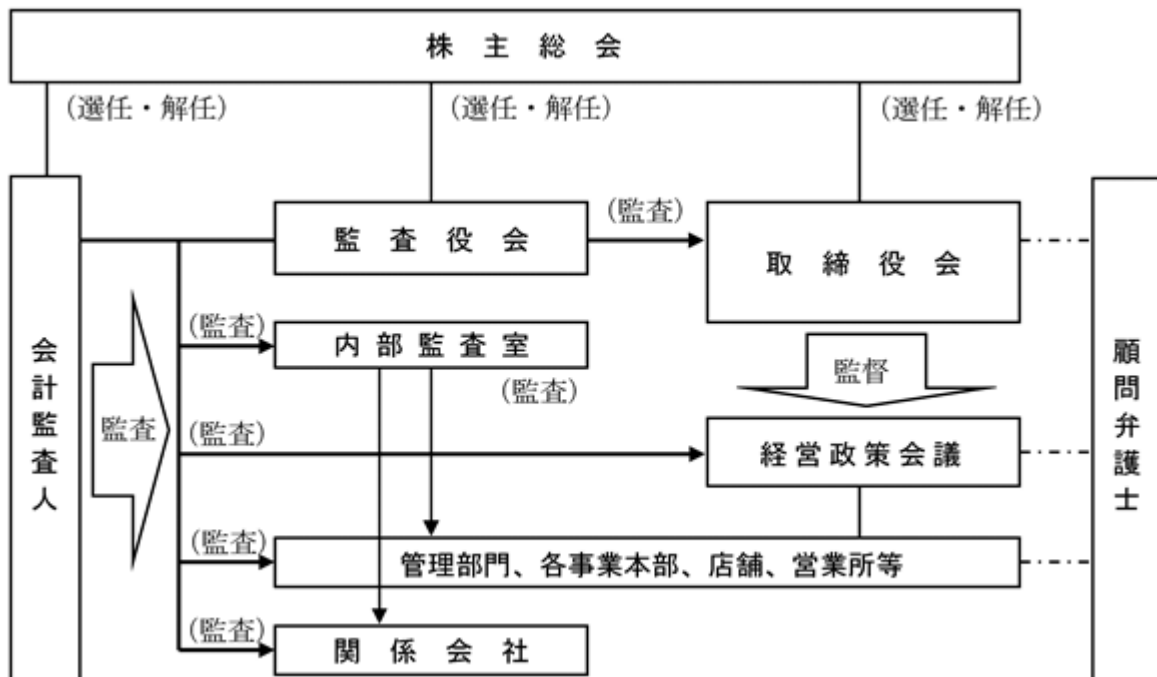 株主総会
(選任・解任)
(選任・解任)
(選任・解任)
監査役会
(監査)
取締役会
会計監査人
監査
(監査)
内部監査室
(監査)
監督
顧問弁護士
(監査)
経営政策会議
(監査)
管理部門、各事業本部、店舗、営業所等
(監査)
関係会社